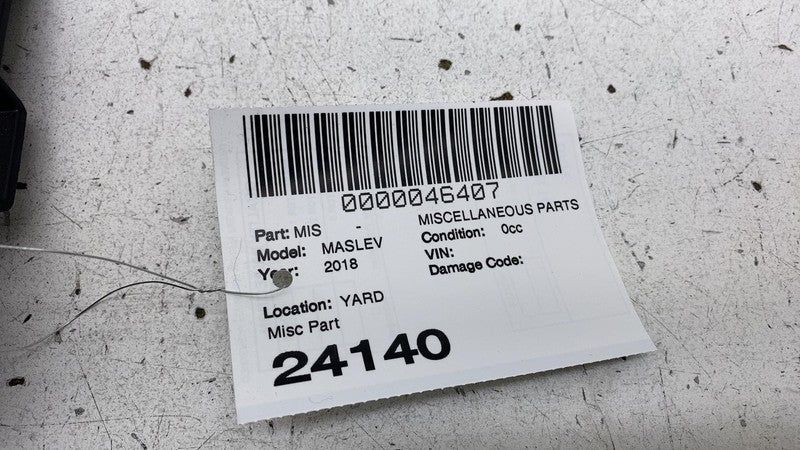 0000046407
Part: MIS - MISCELLANEOUS PARTS
Model: MASLEV Condition: 0cc
Year: 2018 VIN:
Damage Code:
Location: YARD
Misc Part
24140